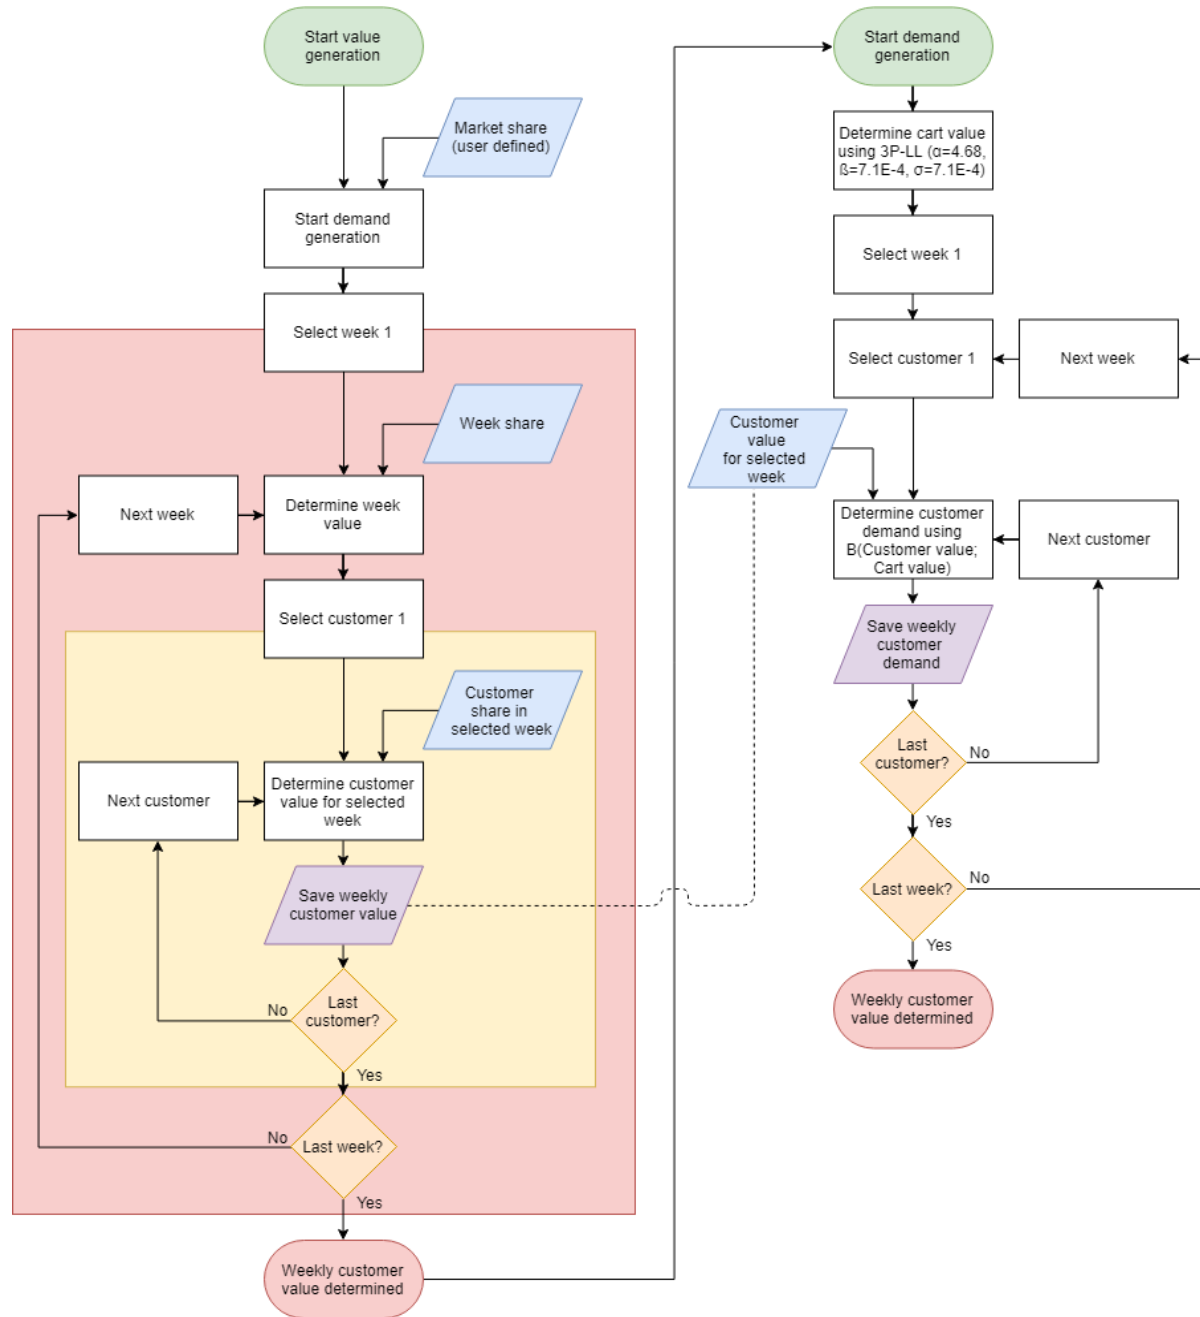 Start value
generation
Market share
(user defined)
Start demand
generation
Select week 1
Week share
Next week
Determine week
value
Select customer 1
Customer
share in
selected week
Next customer
Determine customer
value for selected
week
Save weekly
customer value
No
Last
customer?
Yes
No
Last week?
Yes
Weekly customer
value determined
Start demand
generation
Determine cart value
using 3P-LL (α=4.68,
ß=7.1E-4, σ=7.1E-4)
Select week 1
Select customer 1
Next week
Customer
value
for selected
week
Determine customer
demand using
B(Customer value;
Cart value)
Next customer
Save weekly
customer
demand
Last
customer?
No
Yes
Last week?
No
Yes
Weekly customer
value determined